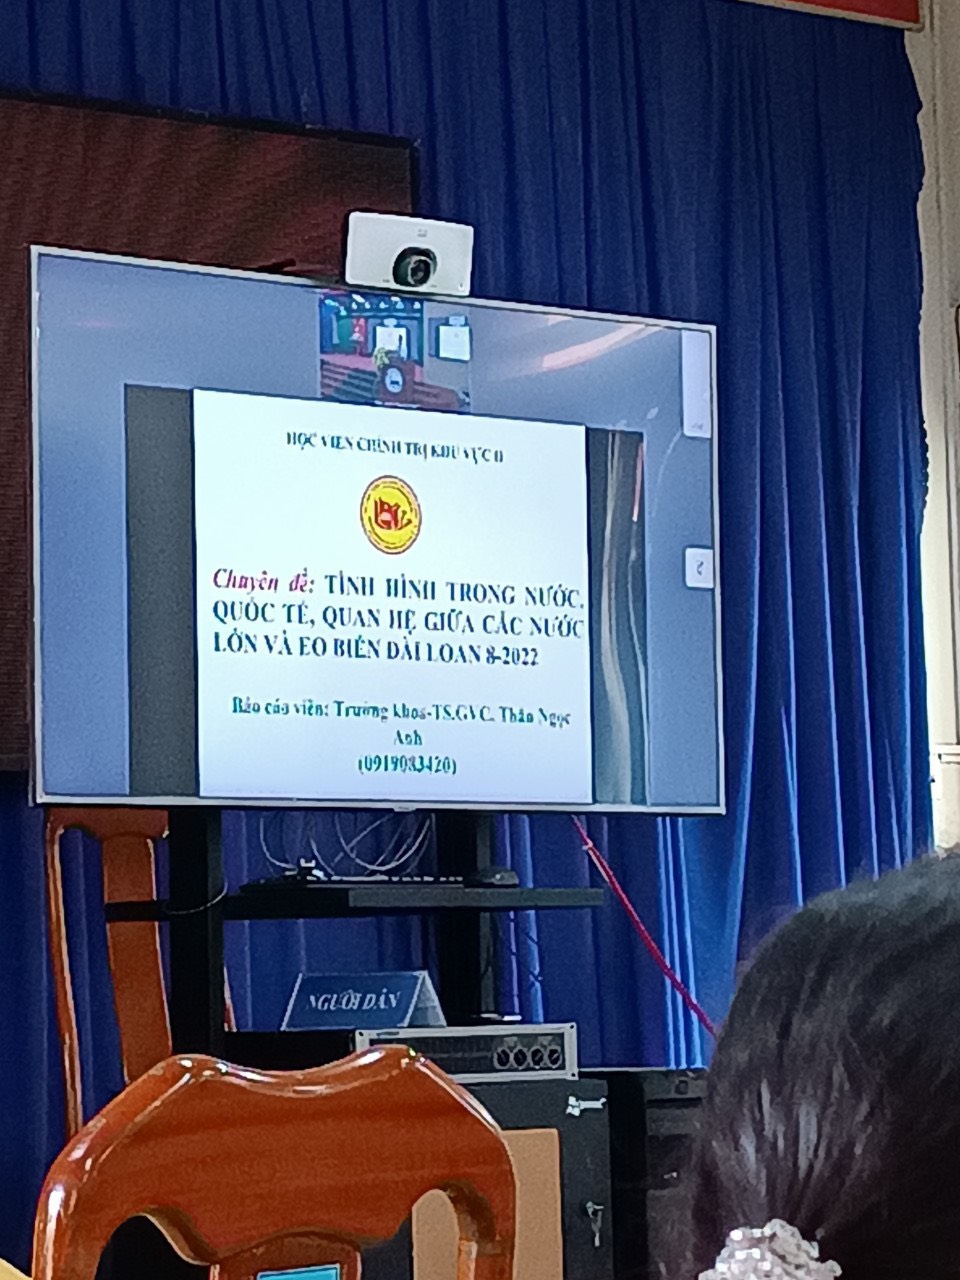 HỌC VIỆN CHÍNH TRỊ KHU VỰC II
Chuyên đề: TÌNH HÌNH TRONG NƯỚC,
QUỐC TẾ, QUAN HỆ GIỮA CÁC NƯỚC
LỚN VÀ EO BIỂN ĐÀI LOAN 8-2022
Báo cáo viên: Trưởng khoa-TS.GVC. Thân Ngọc
Anh
(0919083420)
NGƯỜI DÂN